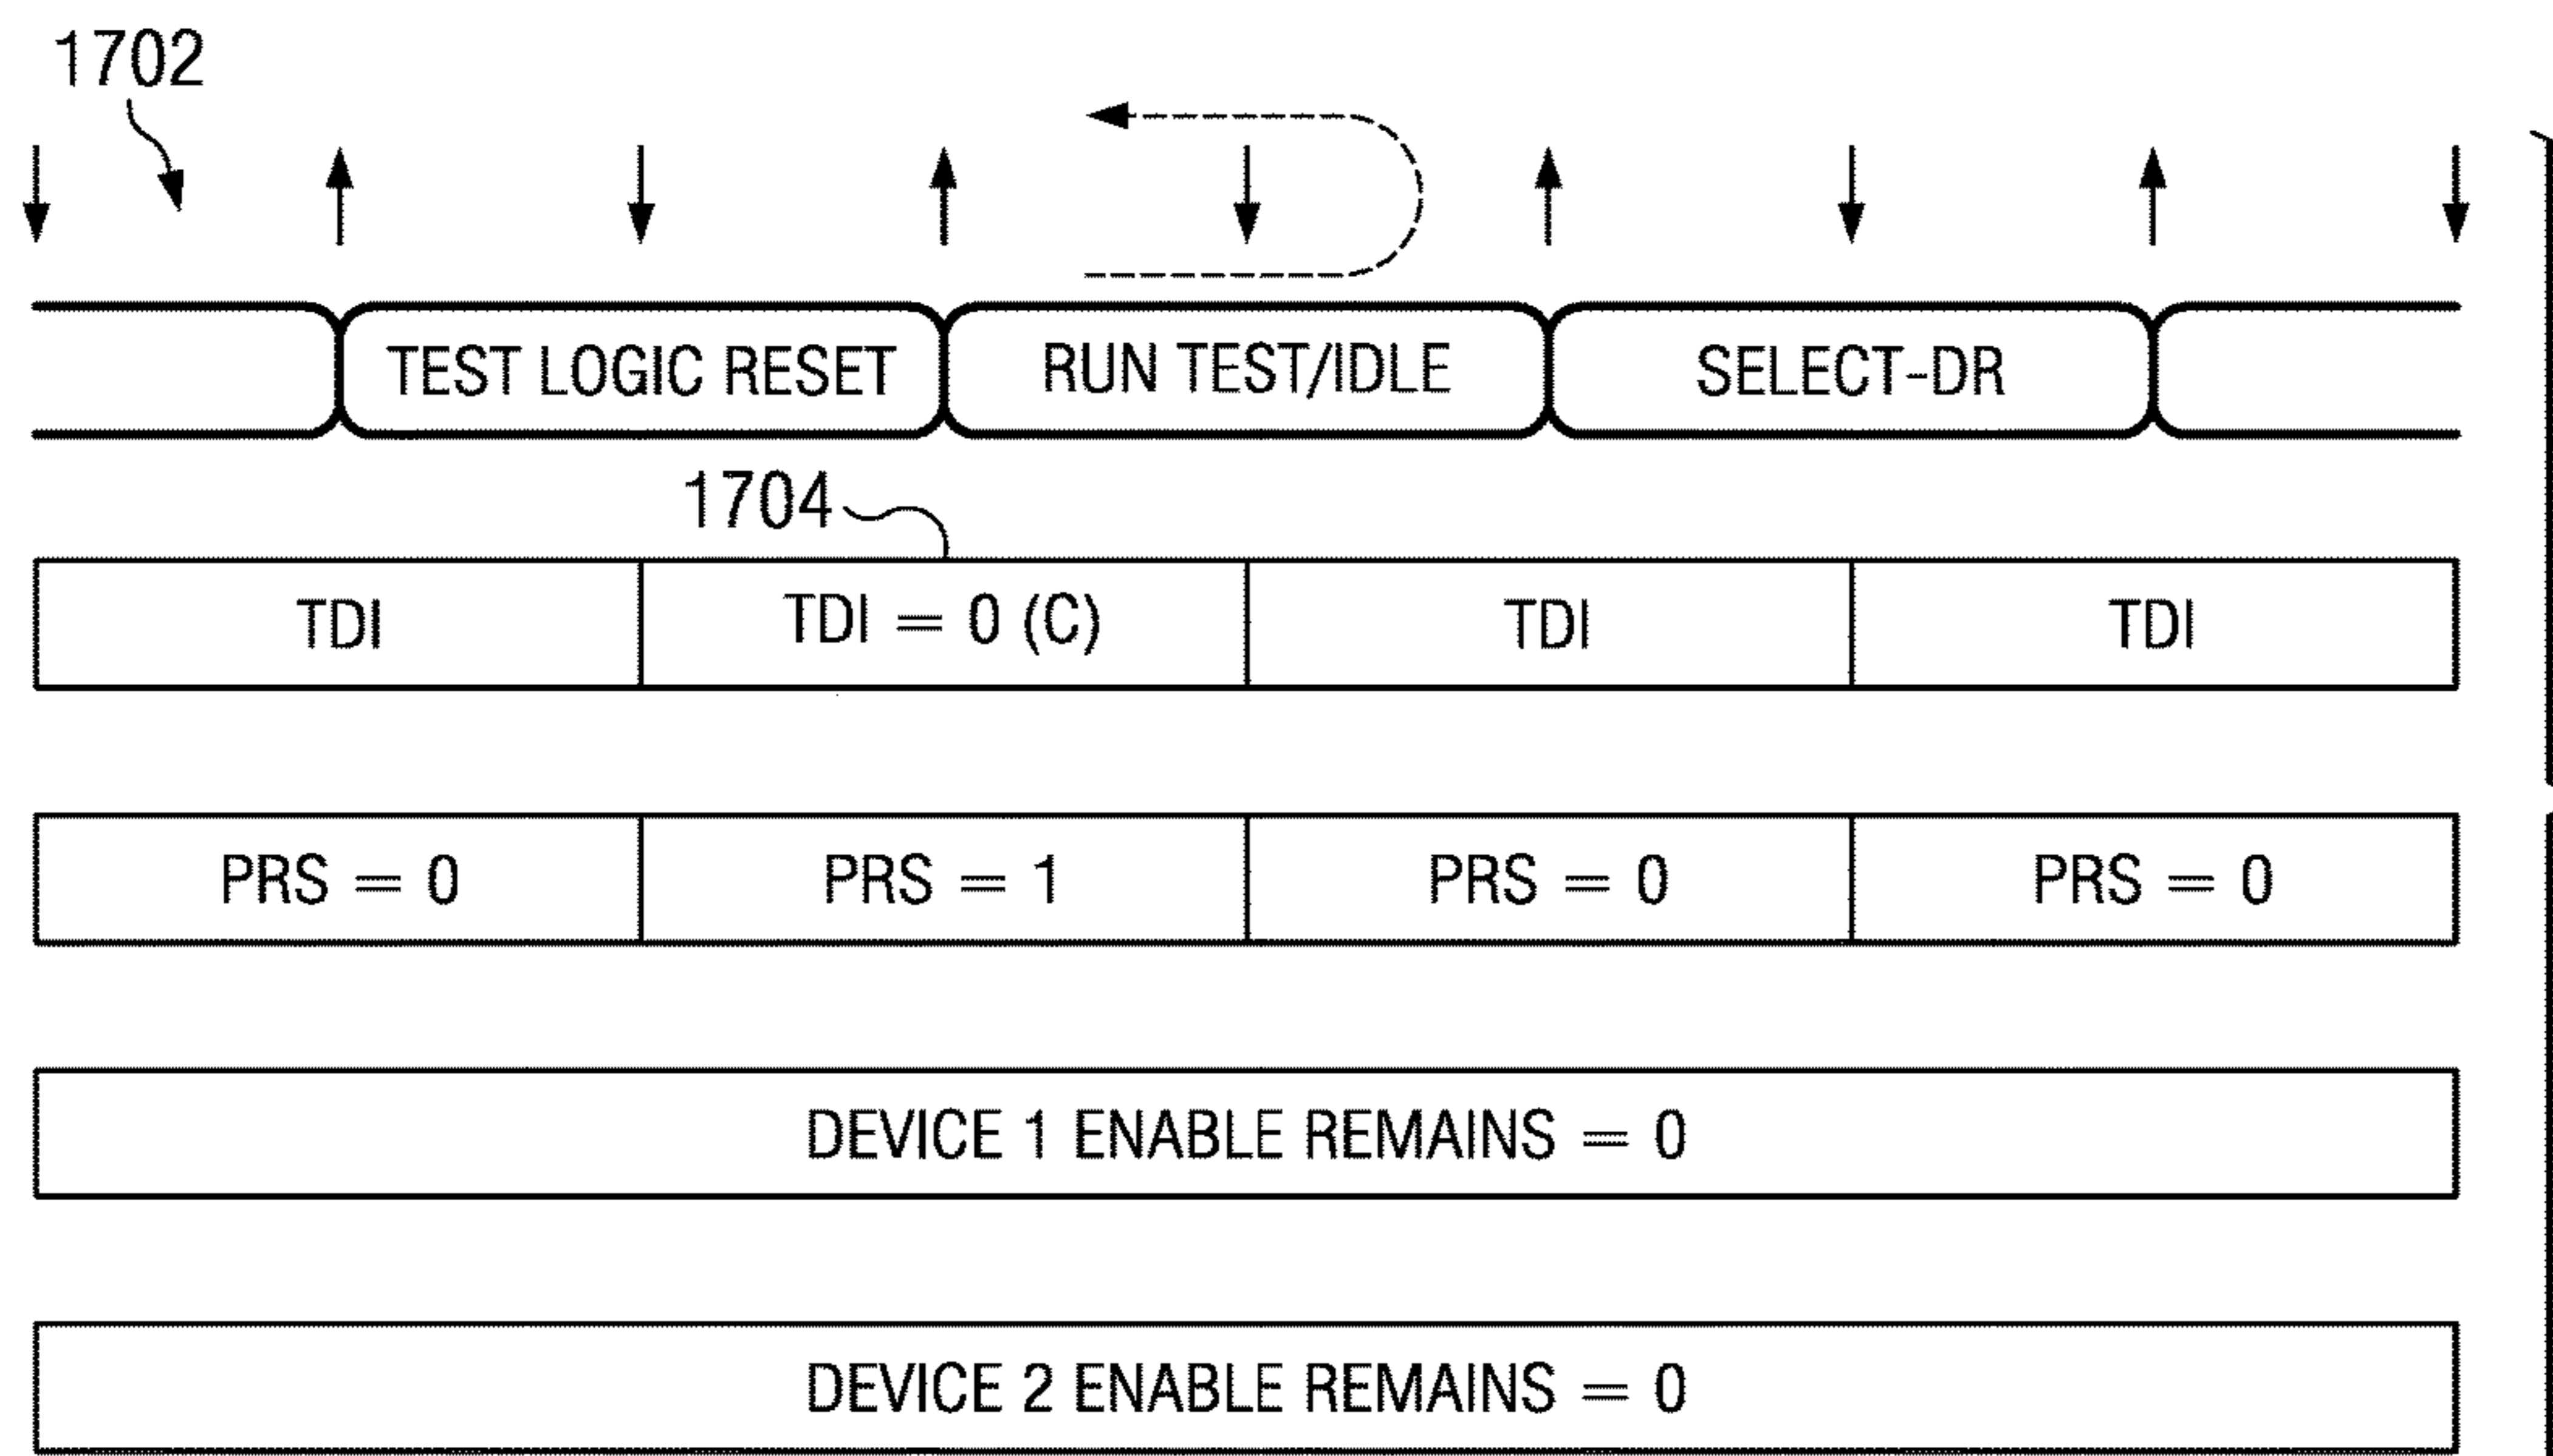 1702
TEST LOGIC RESET RUN TEST/IDLE SELECT-DR
1704
TDI TDI = 0 (C) TDI TDI
PRS = 0 PRS = 1 PRS = 0 PRS = 0
DEVICE 1 ENABLE REMAINS = 0
DEVICE 2 ENABLE REMAINS = 0